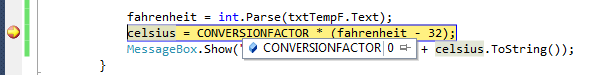 fahrenheit = int.Parse(txtTempF.Text);
celsius = CONVERSIONFACTOR * (fahrenheit - 32);
MessageBox.Show(" + celsius.ToString());
CONVERSIONFACTOR 0
}